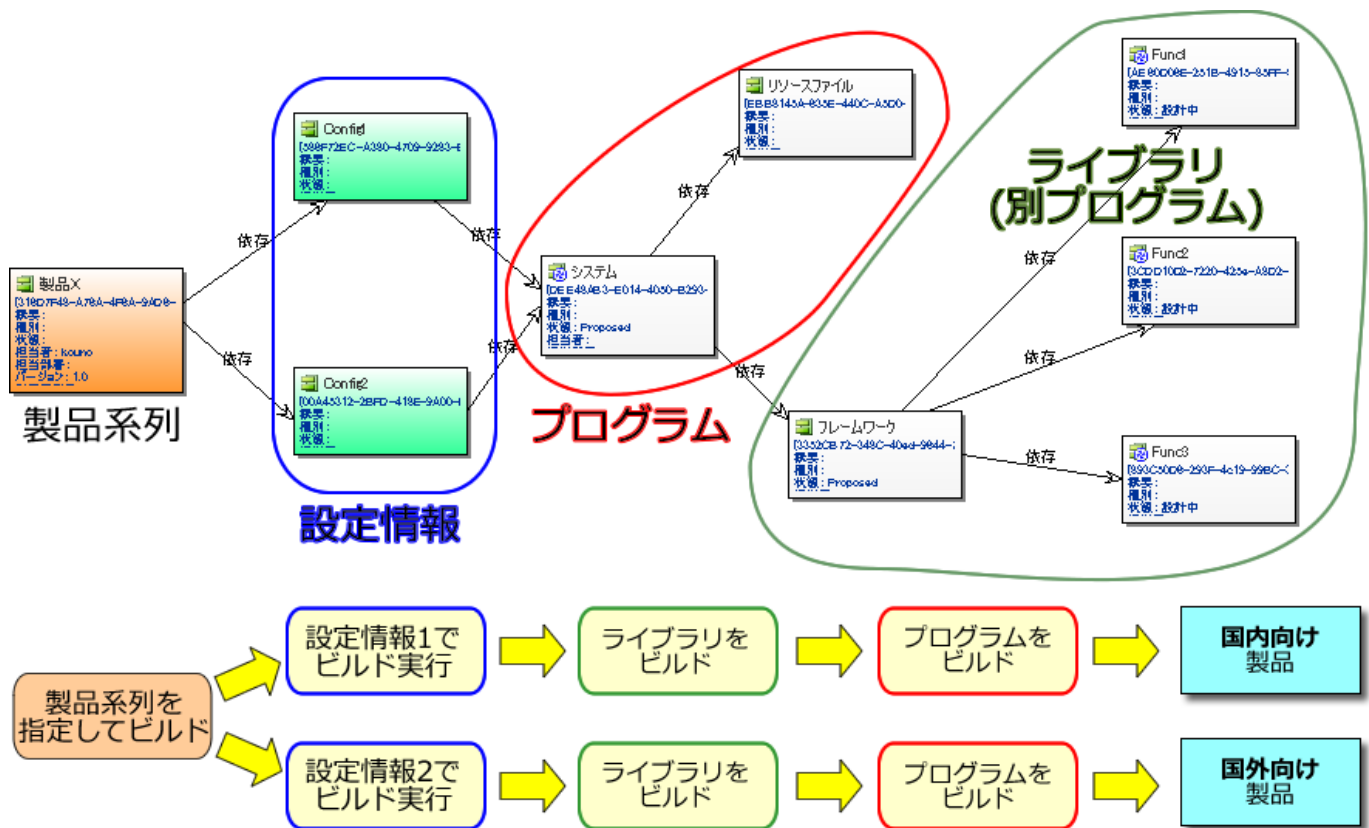 製品X
[318D7F48-A78A-4F8A-9AD8-
概要:
種別:
状態:
担当者: kouno
担当部署:
バージョン: 1.0
製品系列
依存
依存
Config1
概要:
種別:
状態:
Config2
概要:
種別:
状態:
設定情報
依存
依存
システム
概要:
種別:
状態: Proposed
担当者:
依存
リソースファイル
概要:
種別:
状態:
プログラム
依存
フレームワーク
概要:
種別:
状態: Proposed
依存
依存
依存
Func1
概要:
種別:
状態: 設計中
ライブラリ
(別プログラム)
Func2
概要:
種別:
状態: 設計中
Func3
概要:
種別:
状態: 設計中
製品系列を
指定してビルド
設定情報1で
ビルド実行
ライブラリを
ビルド
プログラムを
ビルド
国内向け
製品
設定情報2で
ビルド実行
ライブラリを
ビルド
プログラムを
ビルド
国外向け
製品